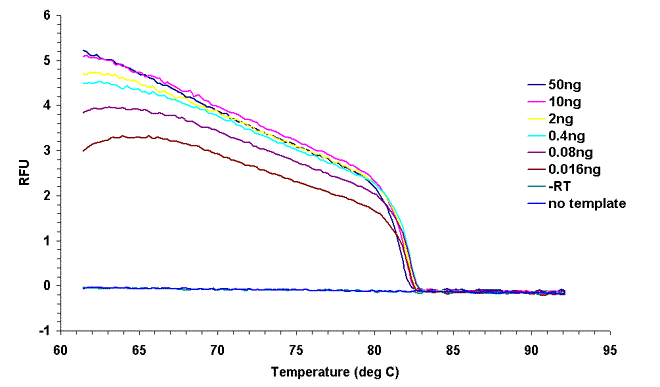 6
5
4
3
2
1
0
-1
RFU
60
65
70
75
80
85
90
95
Temperature (deg C)
50ng
10ng
2ng
0.4ng
0.08ng
0.016ng
-RT
no template